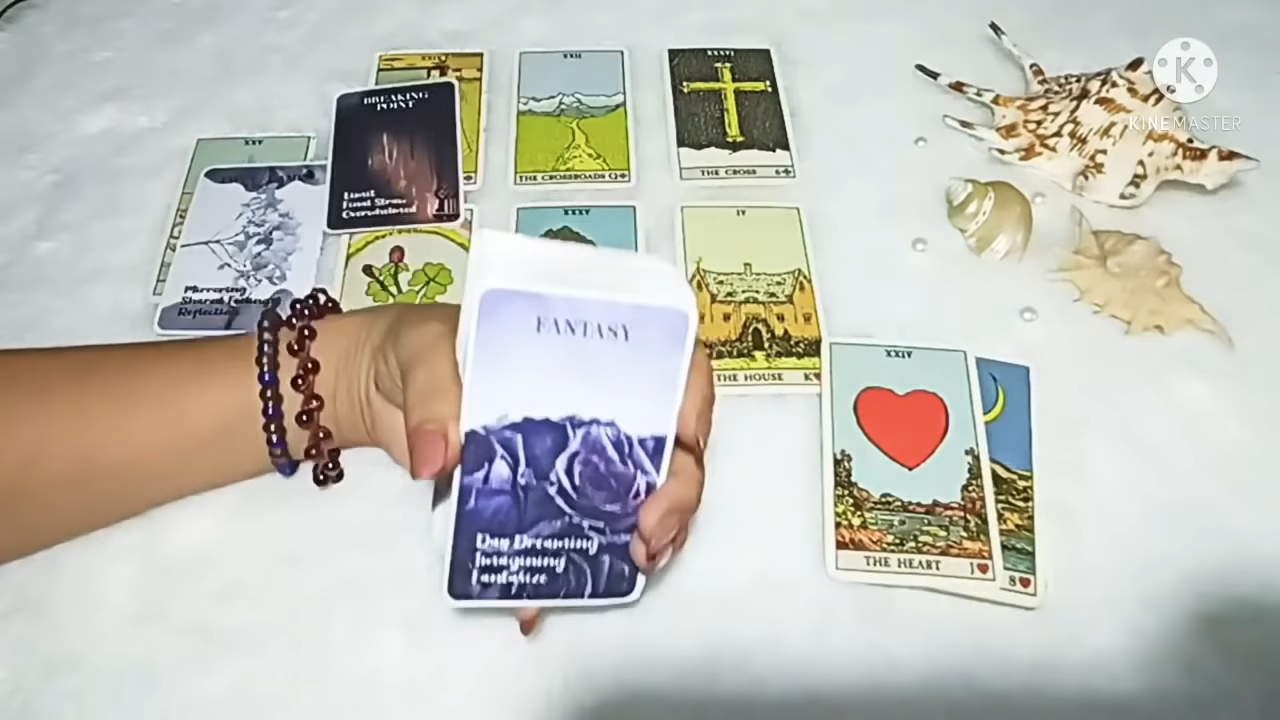 XXII
XXXVI
BREAKING
POINT
THE CROSSROADS Q
THE CROSS 6
Limit
Final Straw
Overwhelmed
XXV
Mirroring
Shared Feelings
Reflection
XXXV
IV
THE HOUSE K
FANTASY
Day Dreaming
Imagining
Fantasize
XXIV
THE HEART J
8
K
KINEMASTER